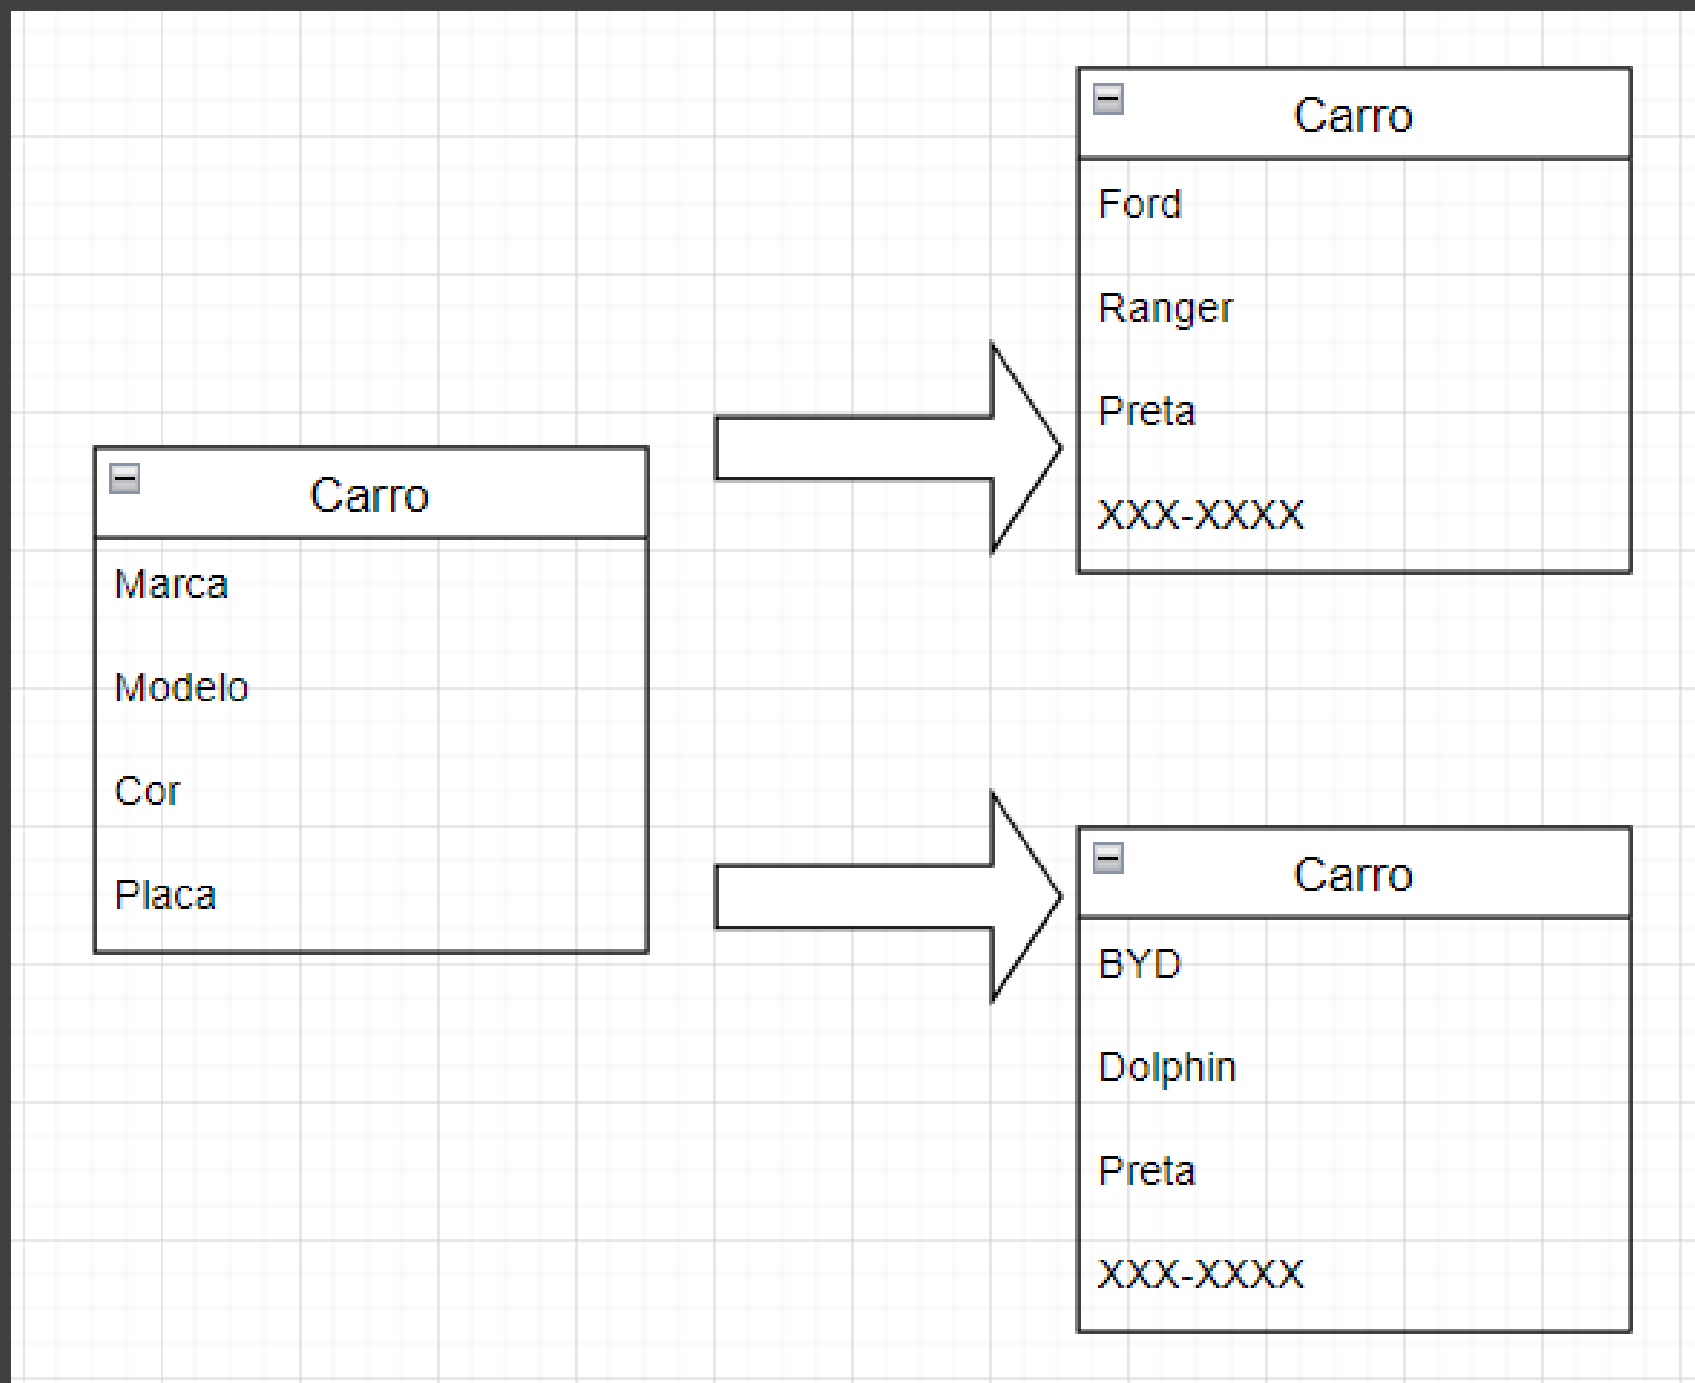 Carro
Marca
Modelo
Cor
Placa
Carro
Ford
Ranger
Preta
XXX-XXXX
Carro
BYD
Dolphin
Preta
XXX-XXXX